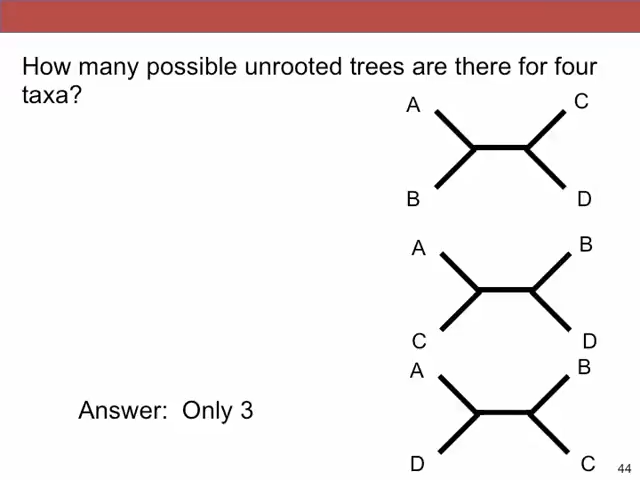 How many possible unrooted trees are there for four
taxa?
A C
B D
A B
C D
A B
Answer: Only 3
D C
44